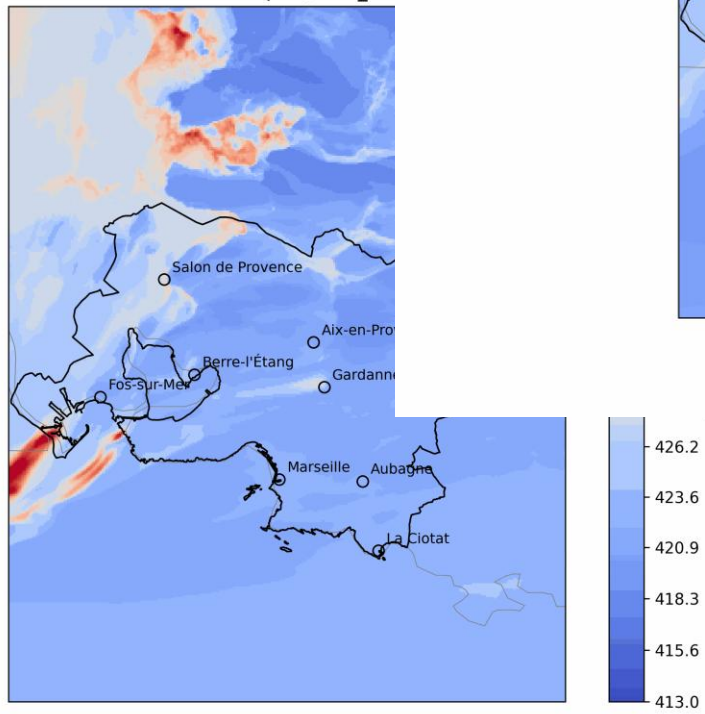 Salon de Provence
Aix-en-Pro
Berre-l'Étang
Gardanne
Fos-sur-Mer
426.2
Marseille
Aubagne
423.6
La Ciotat
420.9
418.3
415.6
413.0